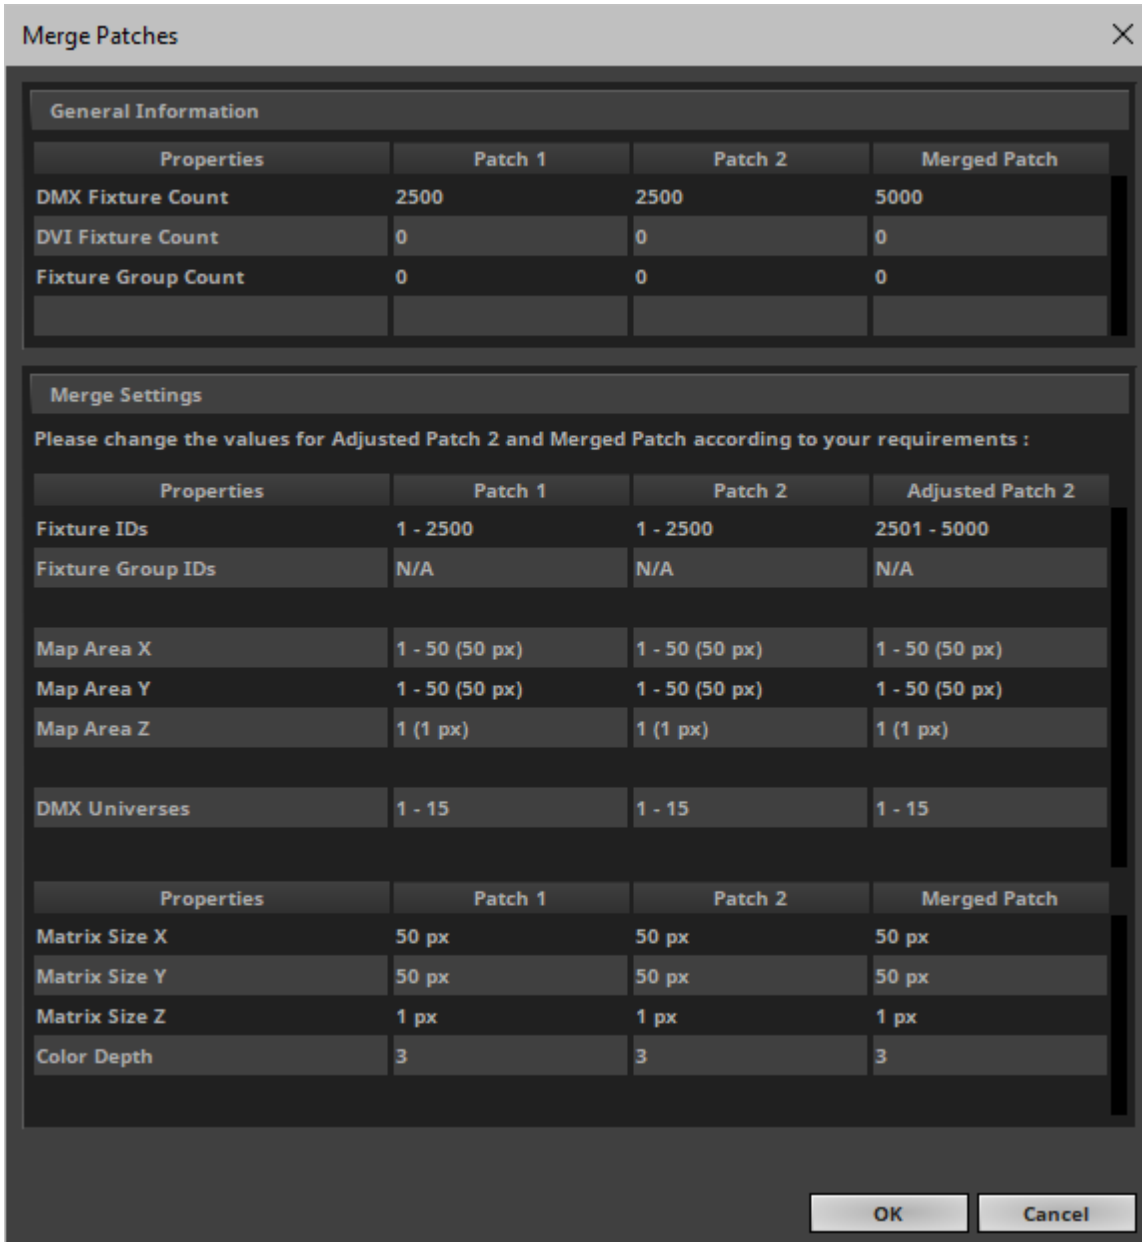 Merge Patches
General Information
Properties Patch 1 Patch 2 Merged Patch
DMX Fixture Count 2500 2500 5000
DVI Fixture Count 0 0 0
Fixture Group Count 0 0 0
Merge Settings
Please change the values for Adjusted Patch 2 and Merged Patch according to your requirements :
Properties Patch 1 Patch 2 Adjusted Patch 2
Fixture IDs 1 - 2500 1 - 2500 2501 - 5000
Fixture Group IDs N/A N/A N/A
Map Area X 1 - 50 (50 px) 1 - 50 (50 px) 1 - 50 (50 px)
Map Area Y 1 - 50 (50 px) 1 - 50 (50 px) 1 - 50 (50 px)
Map Area Z 1 (1 px) 1 (1 px) 1 (1 px)
DMX Universes 1 - 15 1 - 15 1 - 15
Properties Patch 1 Patch 2 Merged Patch
Matrix Size X 50 px 50 px 50 px
Matrix Size Y 50 px 50 px 50 px
Matrix Size Z 1 px 1 px 1 px
Color Depth 3 3 3
OK Cancel